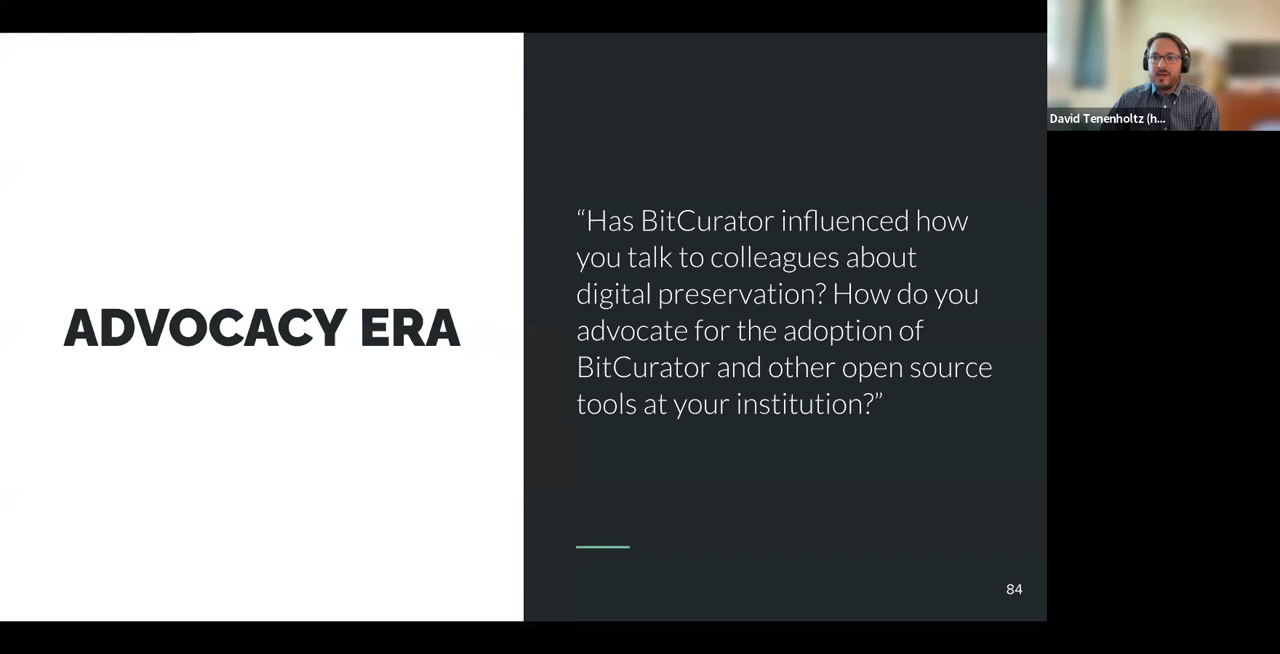 ADVOCACY ERA
“Has BitCurator influenced how
you talk to colleagues about
digital preservation? How do you
advocate for the adoption of
BitCurator and other open source
tools at your institution?”
84
David Tenenholtz (h...